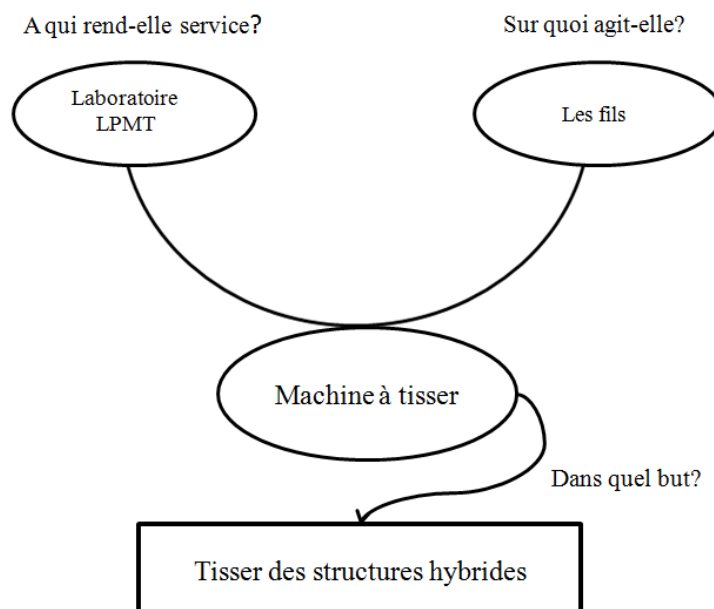 A qui rend-elle service?
Sur quoi agit-elle?
Laboratoire
LPMT
Les fils
Machine à tisser
Dans quel but?
Tisser des structures hybrides